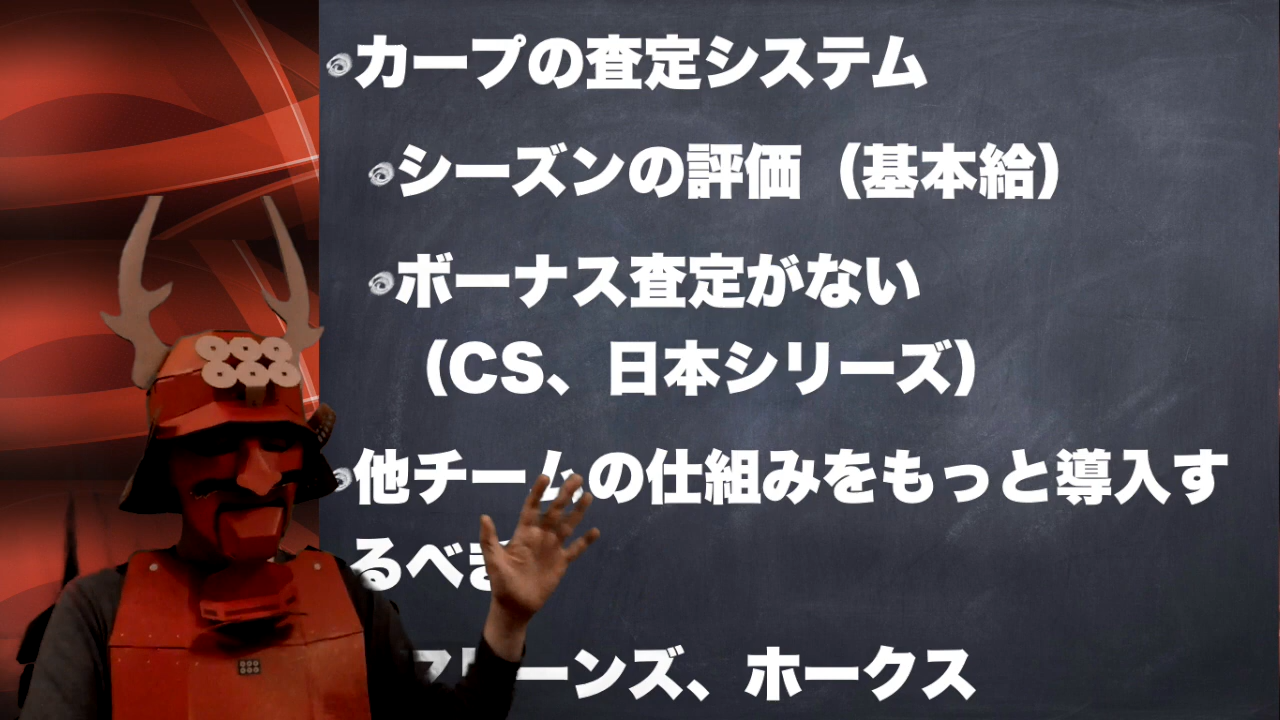 カープの査定システム
シーズンの評価（基本給）
ボーナス査定がない
（CS、日本シリーズ）
他チームの仕組みをもっと導入す
るべき
ーンズ、ホークス